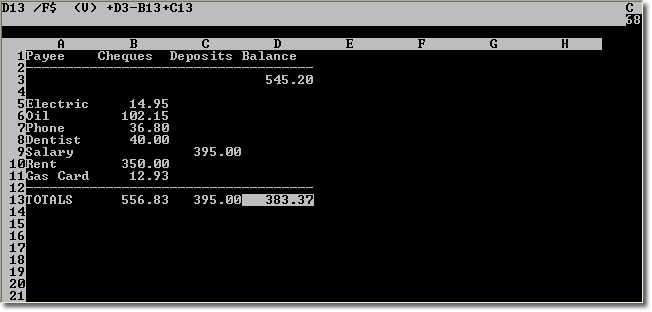 D13 /F$ (V) +D3-B13+C13 C
38
A B C D E F G H
1 Payee Cheques Deposits Balance
2 --------------------------------
3 545.20
4
5 Electric 14.95
6 Oil 102.15
7 Phone 36.80
8 Dentist 40.00
9 Salary 395.00
10 Rent 350.00
11 Gas Card 12.93
12 --------------------------------
13 TOTALS 556.83 395.00 383.37
14
15
16
17
18
19
20
21